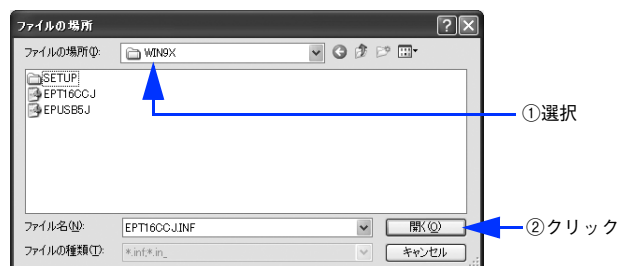 ファイルの場所
ファイルの場所(I):
WIN9X
SETUP
EPT16CCJ
EPUSB5J
①選択
ファイル名(N):
EPT16CCJ.INF
開く(O)
②クリック
ファイルの種類(T):
*.inf;*.in_
キャンセル